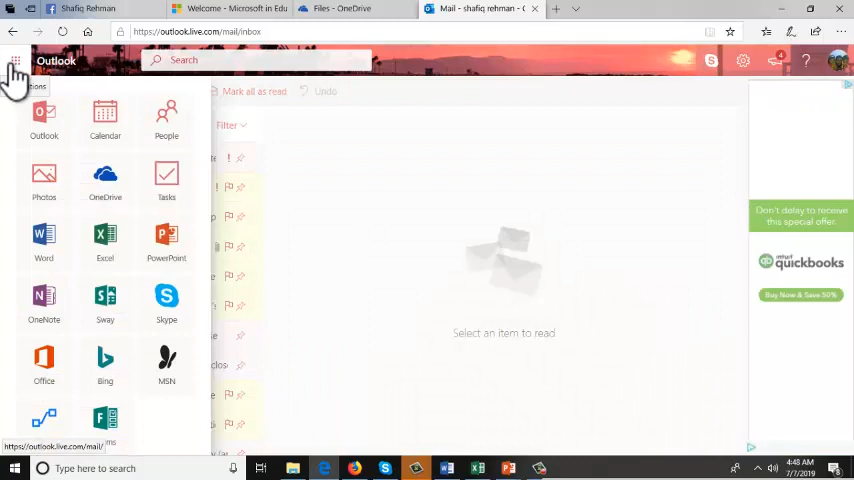 Shafiq Rehman
Welcome - Microsoft in Edu
Files - OneDrive
Mail - shafiq rehman - O
https://outlook.live.com/mail/inbox
Outlook
Search
4
Mark all as read
Undo
Filter
Outlook
Calendar
People
Photos
OneDrive
Tasks
Word
Excel
PowerPoint
OneNote
Sway
Skype
Office
Bing
MSN
https://outlook.live.com/mail/
Select an item to read
Don't delay to receive
this special offer.
intuit
quickbooks
Buy Now & Save 50%
Type here to search
4:48 AM
7/7/2019